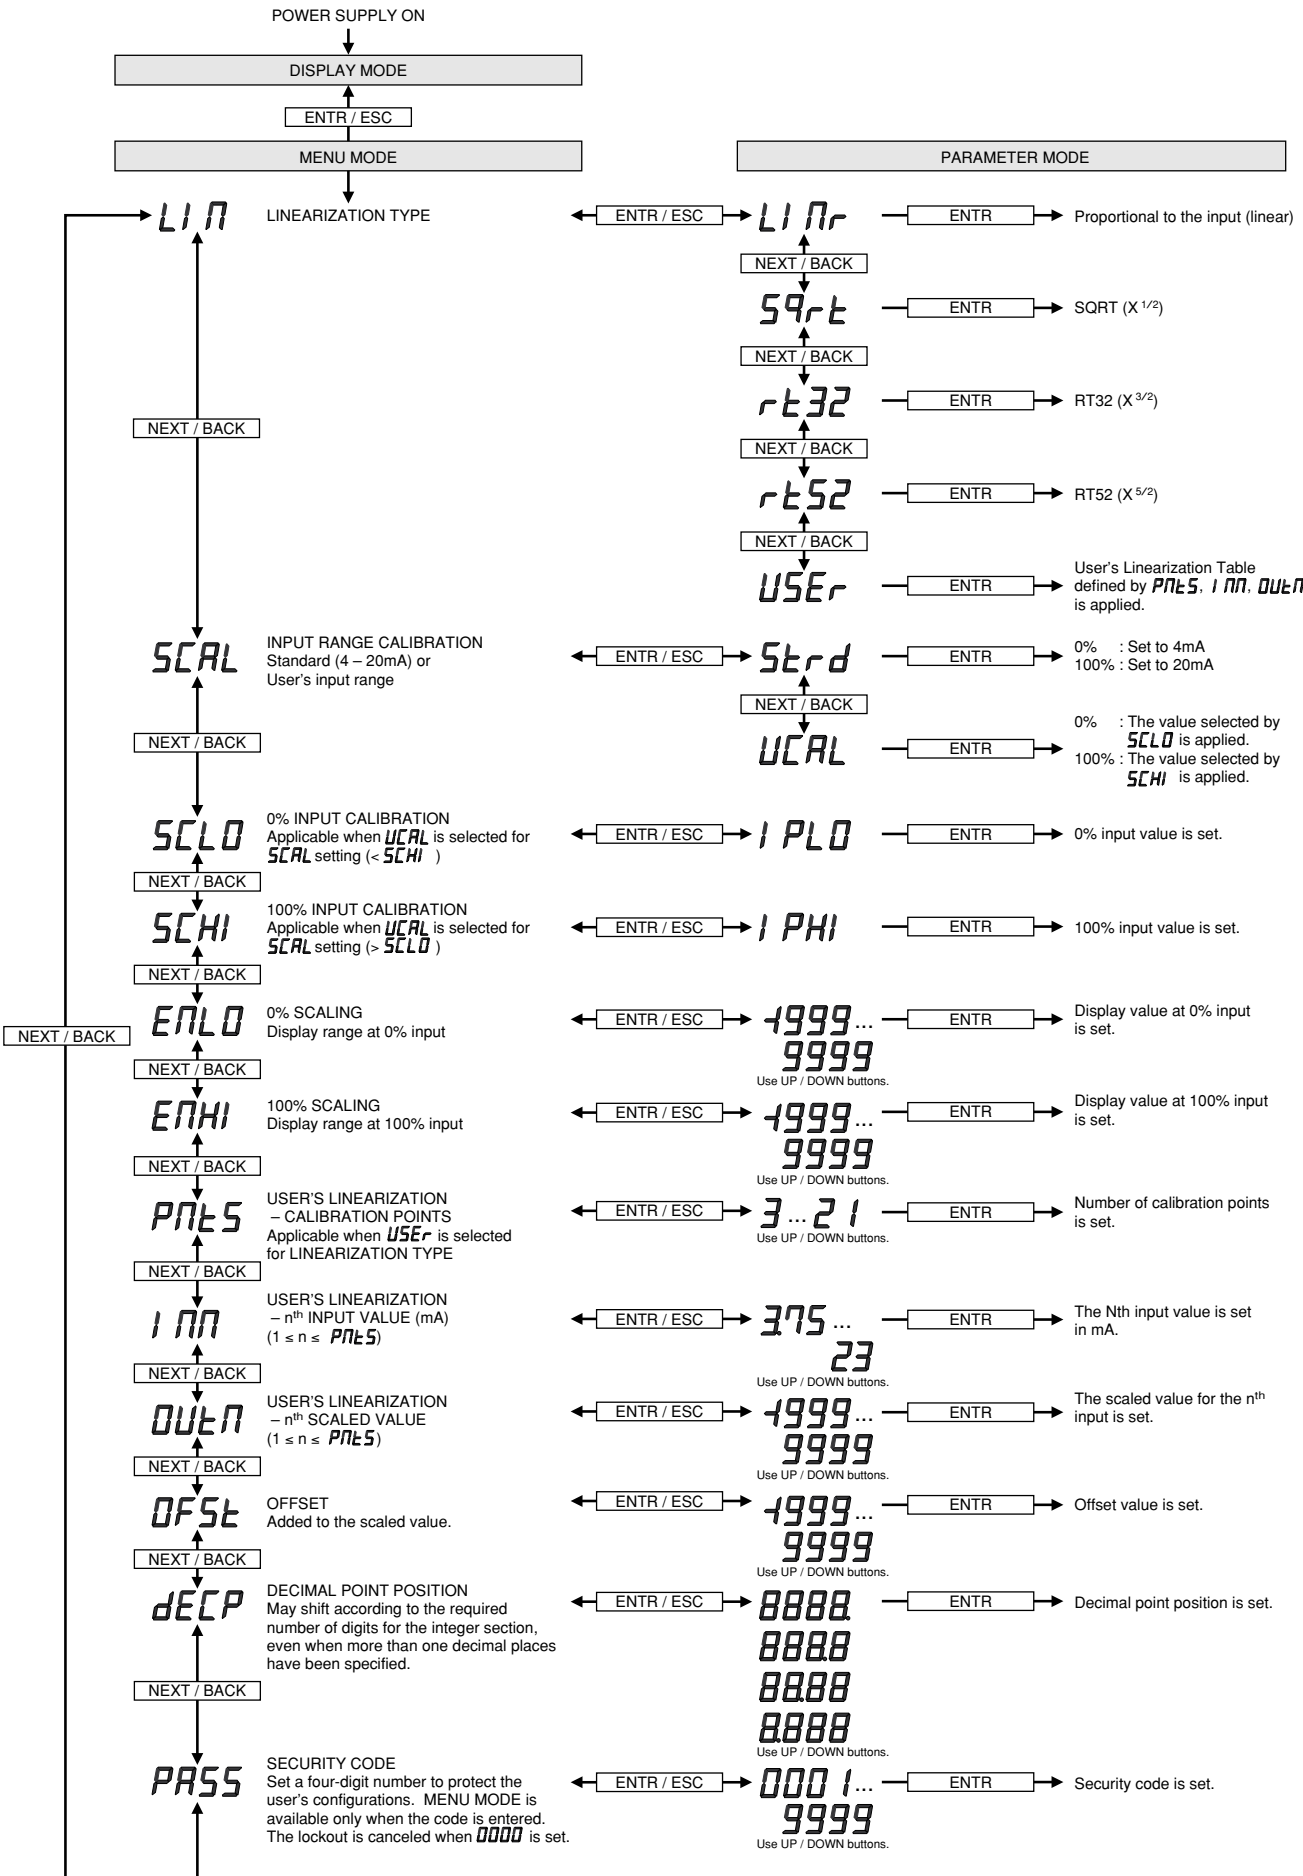 POWER SUPPLY ON
DISPLAY MODE
ENTR / ESC
MENU MODE
PARAMETER MODE
LIN
LINEARIZATION TYPE
ENTR / ESC
LINr
ENTR
Proportional to the input (linear)
NEXT / BACK
Sqrt
ENTR
SQRT (X 1/2)
NEXT / BACK
rt32
ENTR
RT32 (X 3/2)
NEXT / BACK
NEXT / BACK
rt52
ENTR
RT52 (X 5/2)
NEXT / BACK
USEr
ENTR
User's Linearization Table
defined by PNtS, INN, OUtN
is applied.
SCAL
INPUT RANGE CALIBRATION
Standard (4 – 20mA) or
User's input range
ENTR / ESC
Strd
ENTR
0% : Set to 4mA
100% : Set to 20mA
NEXT / BACK
NEXT / BACK
UCAL
ENTR
0% : The value selected by
SCLO is applied.
100% : The value selected by
SCHI is applied.
SCLO
0% INPUT CALIBRATION
Applicable when UCAL is selected for
SCAL setting (< SCHI )
ENTR / ESC
IPLO
ENTR
0% input value is set.
NEXT / BACK
SCHI
100% INPUT CALIBRATION
Applicable when UCAL is selected for
SCAL setting (> SCLO )
ENTR / ESC
IPHI
ENTR
100% input value is set.
NEXT / BACK
NEXT / BACK
ENLO
0% SCALING
Display range at 0% input
ENTR / ESC
-1999...
9999
Use UP / DOWN buttons.
ENTR
Display value at 0% input
is set.
NEXT / BACK
ENHI
100% SCALING
Display range at 100% input
ENTR / ESC
-1999...
9999
Use UP / DOWN buttons.
ENTR
Display value at 100% input
is set.
NEXT / BACK
PNtS
USER'S LINEARIZATION
– CALIBRATION POINTS
Applicable when USEr is selected
for LINEARIZATION TYPE
ENTR / ESC
3 ... 21
Use UP / DOWN buttons.
ENTR
Number of calibration points
is set.
NEXT / BACK
INN
USER'S LINEARIZATION
– nth INPUT VALUE (mA)
(1 ≤ n ≤ PNtS)
ENTR / ESC
3.75 ...
23
Use UP / DOWN buttons.
ENTR
The Nth input value is set
in mA.
NEXT / BACK
OUtN
USER'S LINEARIZATION
– nth SCALED VALUE
(1 ≤ n ≤ PNtS)
ENTR / ESC
-1999...
9999
Use UP / DOWN buttons.
ENTR
The scaled value for the nth
input is set.
NEXT / BACK
OFSt
OFFSET
Added to the scaled value.
ENTR / ESC
-1999...
9999
Use UP / DOWN buttons.
ENTR
Offset value is set.
NEXT / BACK
dECP
DECIMAL POINT POSITION
May shift according to the required
number of digits for the integer section,
even when more than one decimal places
have been specified.
ENTR / ESC
8888.
888.8
88.88
8.888
Use UP / DOWN buttons.
ENTR
Decimal point position is set.
NEXT / BACK
PASS
SECURITY CODE
Set a four-digit number to protect the
user's configurations. MENU MODE is
available only when the code is entered.
The lockout is canceled when 0000 is set.
ENTR / ESC
0001...
9999
Use UP / DOWN buttons.
ENTR
Security code is set.